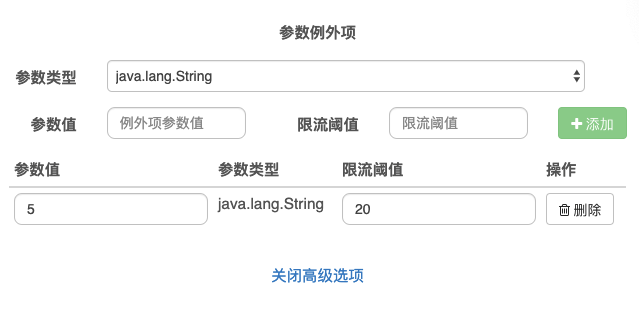 参数例外项
参数类型 java.lang.String
参数值 例外项参数值 限流阈值 限流阈值 添加
参数值 参数类型 限流阈值 操作
5 java.lang.String 20 删除
关闭高级选项